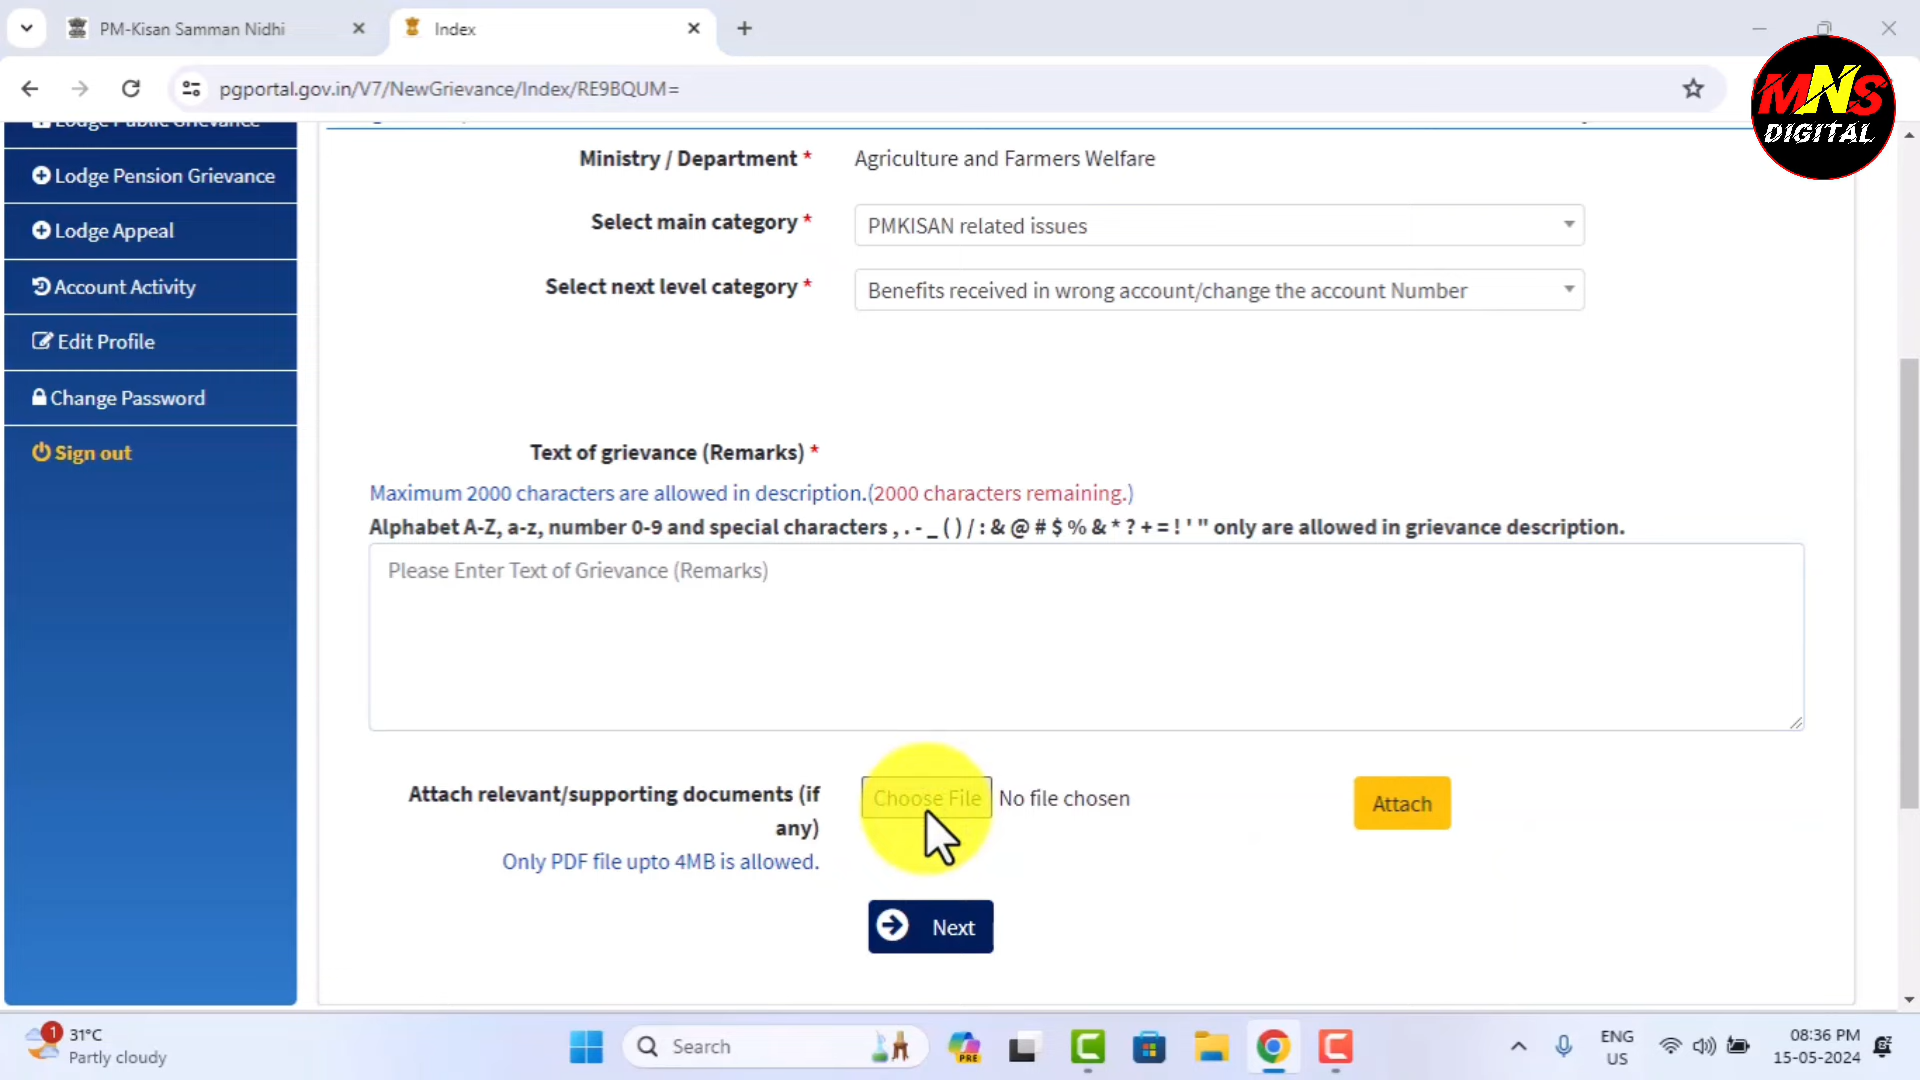 PM-Kisan Samman Nidhi
Index
pgportal.gov.in/V7/NewGrievance/Index/RE9BQUM=
MNS
DIGITAL
Lodge Public Grievance
Lodge Pension Grievance
Lodge Appeal
Account Activity
Edit Profile
Change Password
Sign out
Ministry / Department * Agriculture and Farmers Welfare
Select main category * PMKISAN related issues
Select next level category * Benefits received in wrong account/change the account Number
Text of grievance (Remarks) *
Maximum 2000 characters are allowed in description.(2000 characters remaining.)
Alphabet A-Z, a-z, number 0-9 and special characters , . - _ ( ) / : & @ # $ % & * ? + = ! ' " only are allowed in grievance description.
Please Enter Text of Grievance (Remarks)
Attach relevant/supporting documents (if
any)
Choose File No file chosen
Attach
Only PDF file upto 4MB is allowed.
Next
1
31°C
Partly cloudy
Search
PRE
ENG
US
08:36 PM
15-05-2024